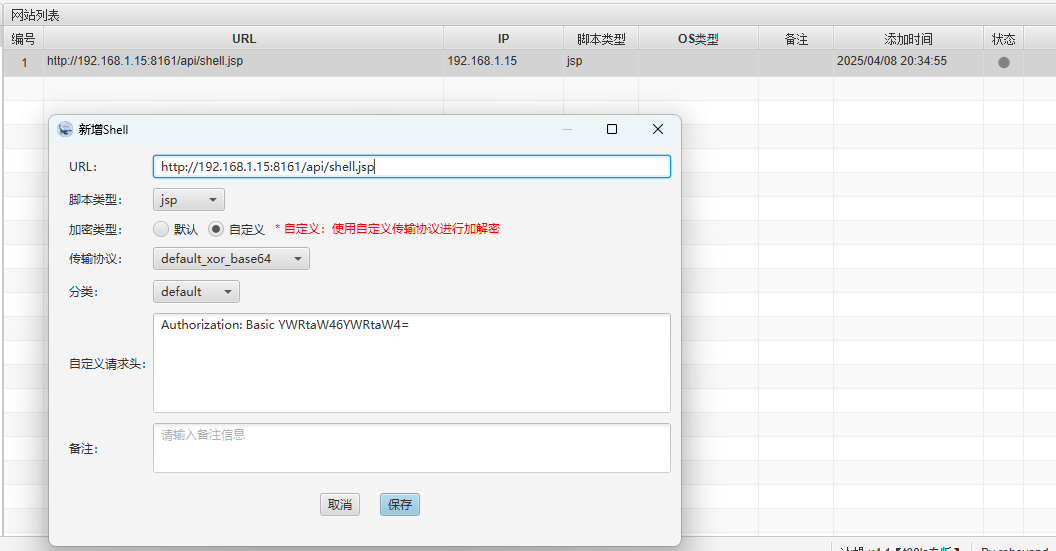 网站列表
编号 URL IP 脚本类型 OS类型 备注 添加时间 状态
1 http://192.168.1.15:8161/api/shell.jsp 192.168.1.15 jsp 2025/04/08 20:34:55
新增Shell
URL: http://192.168.1.15:8161/api/shell.jsp
脚本类型: jsp
加密类型: 默认 自定义 * 自定义：使用自定义传输协议进行加解密
传输协议: default_xor_base64
分类: default
自定义请求头: Authorization: Basic YWRtaW46YWRtaW4=
备注: 请输入备注信息
取消 保存